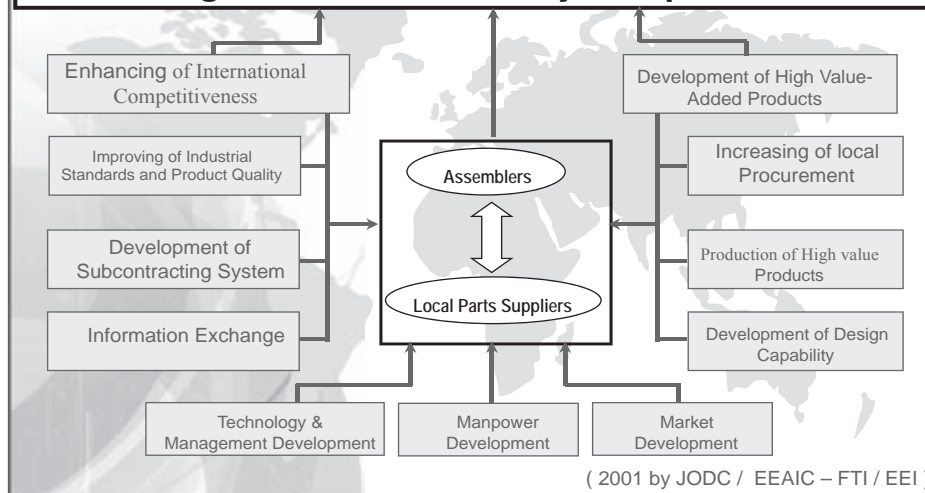 Enhancing of International
Competitiveness
Development of High Value-
Added Products
Improving of Industrial
Standards and Product Quality
Assemblers
Increasing of local
Procurement
Development of
Subcontracting System
Production of High value
Products
Local Parts Suppliers
Information Exchange
Development of Design
Capability
Technology &
Management Development
Manpower
Development
Market
Development
( 2001 by JODC / EEAIC – FTI / EEI )